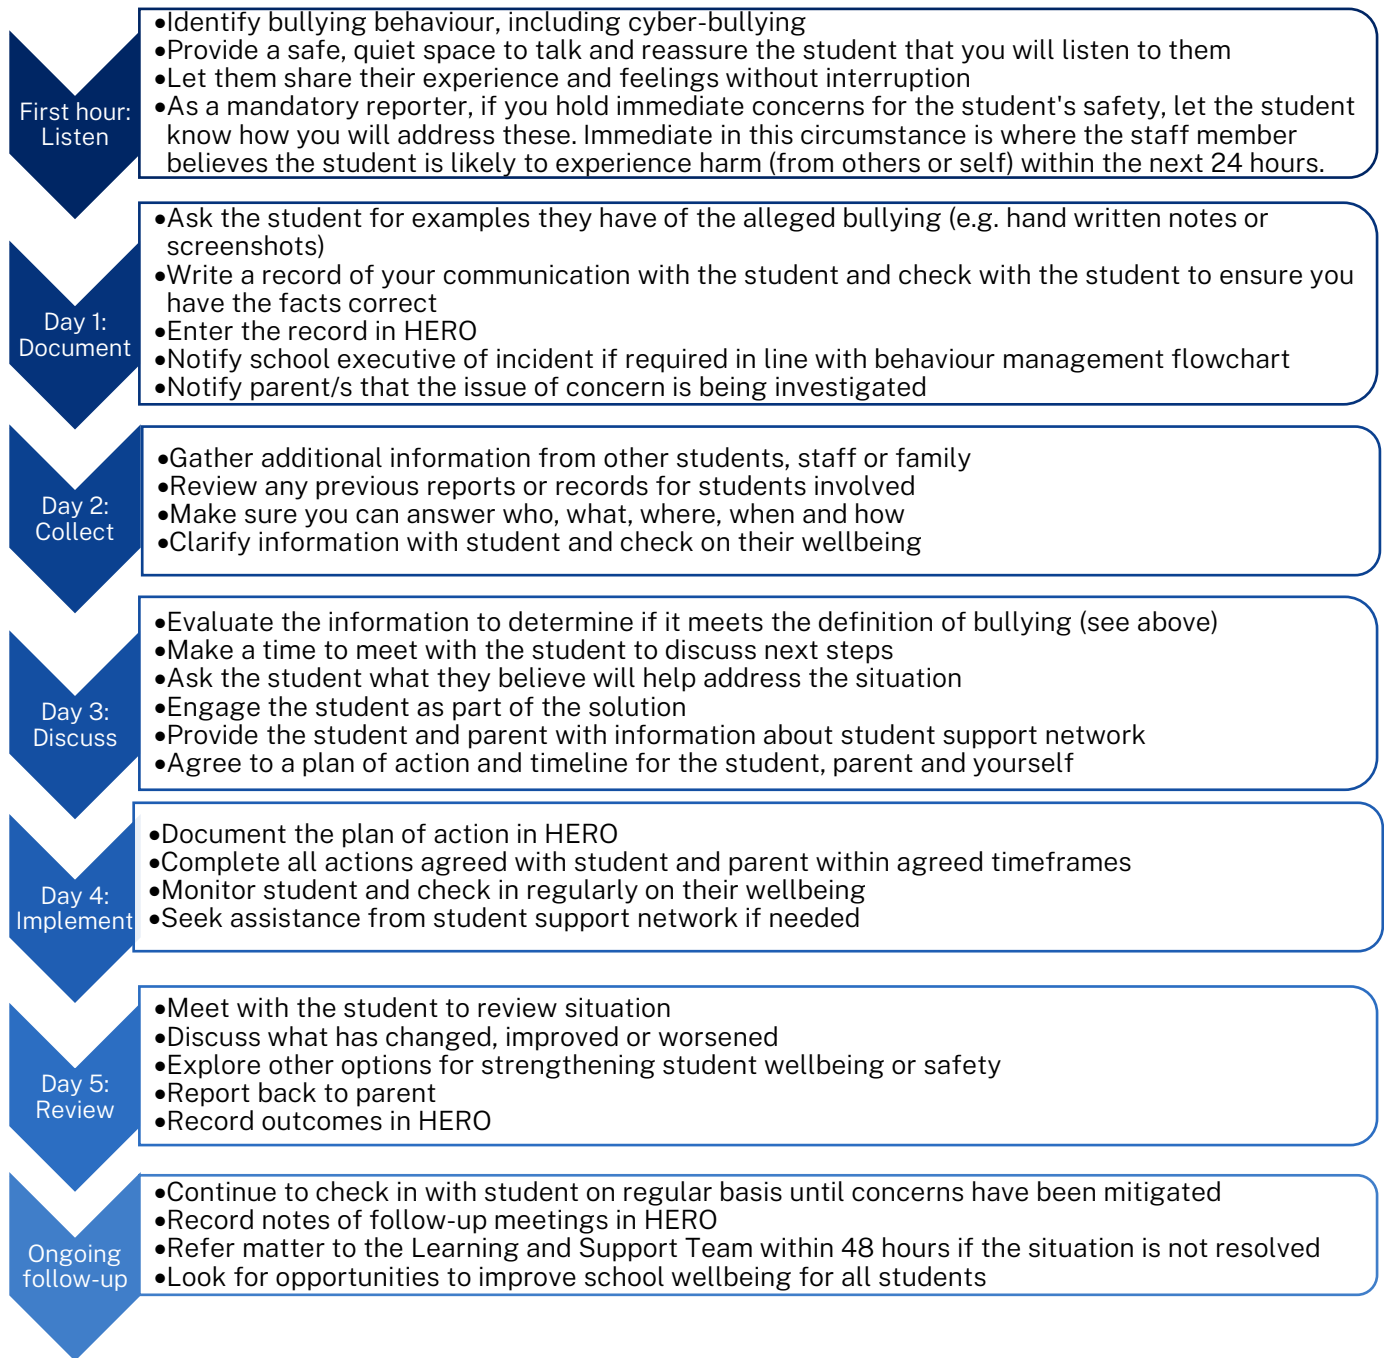 First hour:
Listen
•Identify bullying behaviour, including cyber-bullying
•Provide a safe, quiet space to talk and reassure the student that you will listen to them
•Let them share their experience and feelings without interruption
•As a mandatory reporter, if you hold immediate concerns for the student's safety, let the student
know how you will address these. Immediate in this circumstance is where the staff member
believes the student is likely to experience harm (from others or self) within the next 24 hours.
Day 1:
Document
•Ask the student for examples they have of the alleged bullying (e.g. hand written notes or
screenshots)
•Write a record of your communication with the student and check with the student to ensure you
have the facts correct
•Enter the record in HERO
•Notify school executive of incident if required in line with behaviour management flowchart
•Notify parent/s that the issue of concern is being investigated
Day 2:
Collect
•Gather additional information from other students, staff or family
•Review any previous reports or records for students involved
•Make sure you can answer who, what, where, when and how
•Clarify information with student and check on their wellbeing
Day 3:
Discuss
•Evaluate the information to determine if it meets the definition of bullying (see above)
•Make a time to meet with the student to discuss next steps
•Ask the student what they believe will help address the situation
•Engage the student as part of the solution
•Provide the student and parent with information about student support network
•Agree to a plan of action and timeline for the student, parent and yourself
Day 4:
Implement
•Document the plan of action in HERO
•Complete all actions agreed with student and parent within agreed timeframes
•Monitor student and check in regularly on their wellbeing
•Seek assistance from student support network if needed
Day 5:
Review
•Meet with the student to review situation
•Discuss what has changed, improved or worsened
•Explore other options for strengthening student wellbeing or safety
•Report back to parent
•Record outcomes in HERO
Ongoing
follow-up
•Continue to check in with student on regular basis until concerns have been mitigated
•Record notes of follow-up meetings in HERO
•Refer matter to the Learning and Support Team within 48 hours if the situation is not resolved
•Look for opportunities to improve school wellbeing for all students